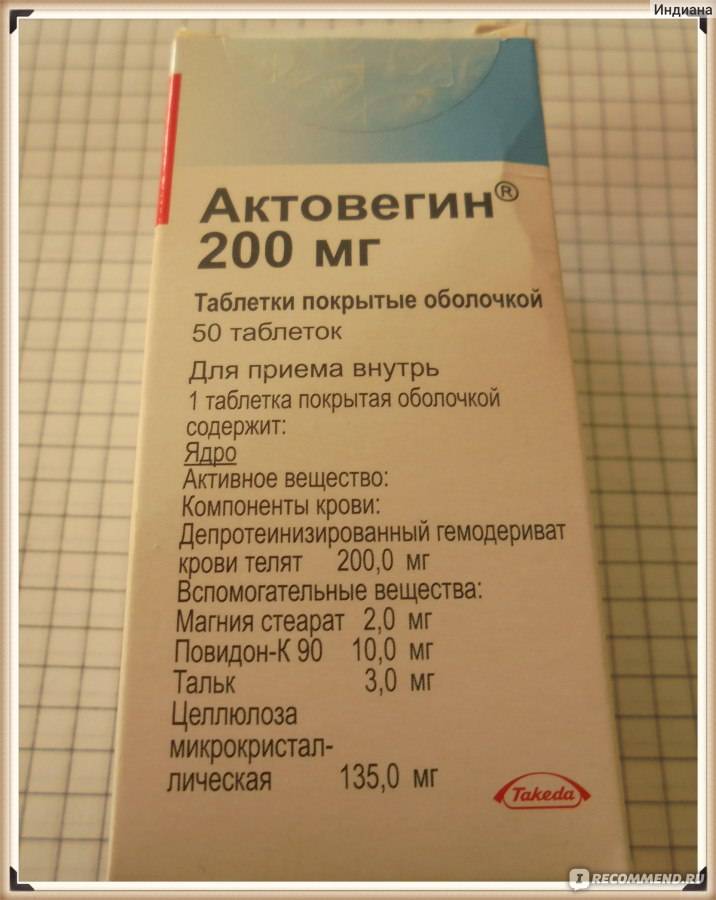 Индиана
Актовегин®
200 мг
Таблетки покрытые оболочкой
50 таблеток
Для приема внутрь
1 таблетка покрытая оболочкой
содержит:
Ядро
Активное вещество:
Компоненты крови:
Депротеинизированный гемодериват
крови телят 200,0 мг
Вспомогательные вещества:
Магния стеарат 2,0 мг
Повидон-К 90 10,0 мг
Тальк 3,0 мг
Целлюлоза
микрокристал-
лическая 135,0 мг
Takeda
IRECOMMEND.RU